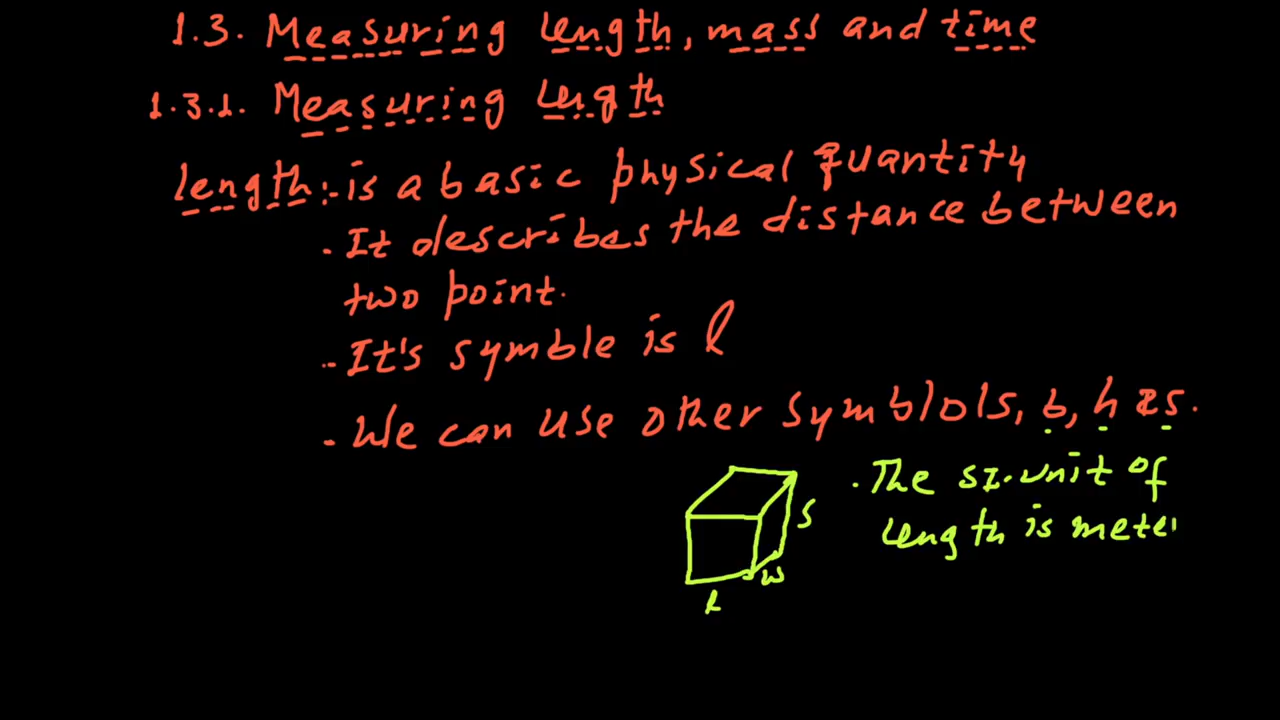 1.3. Measuring length, mass and time
1.3.1. Measuring length
length:- is a basic physical quantity
· It describes the distance between
two point.
·- It's symble is l
- We can use other symblols, b, h & s.
· The SI-unit of
length is meter
S
w
l